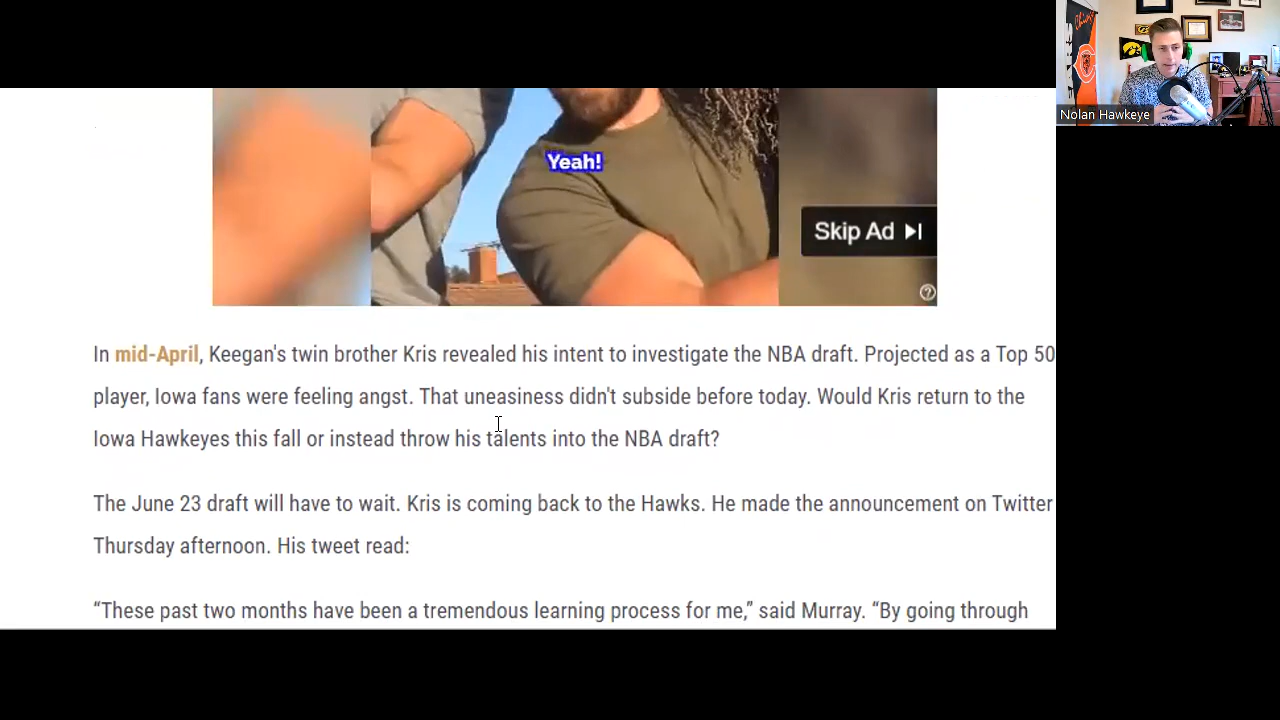 Yeah!
Skip Ad
Nolan Hawkeye
In mid-April, Keegan's twin brother Kris revealed his intent to investigate the NBA draft. Projected as a Top 50
player, Iowa fans were feeling angst. That uneasiness didn't subside before today. Would Kris return to the
Iowa Hawkeyes this fall or instead throw his talents into the NBA draft?
The June 23 draft will have to wait. Kris is coming back to the Hawks. He made the announcement on Twitter
Thursday afternoon. His tweet read:
“These past two months have been a tremendous learning process for me,” said Murray. “By going through